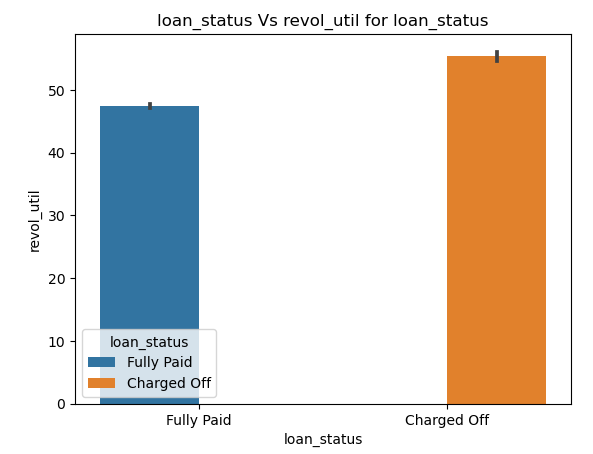 loan_status Vs revol_util for loan_status
50
40
30
20
10
0
revol_util
loan_status
Fully Paid
Charged Off
Fully Paid
Charged Off
loan_status